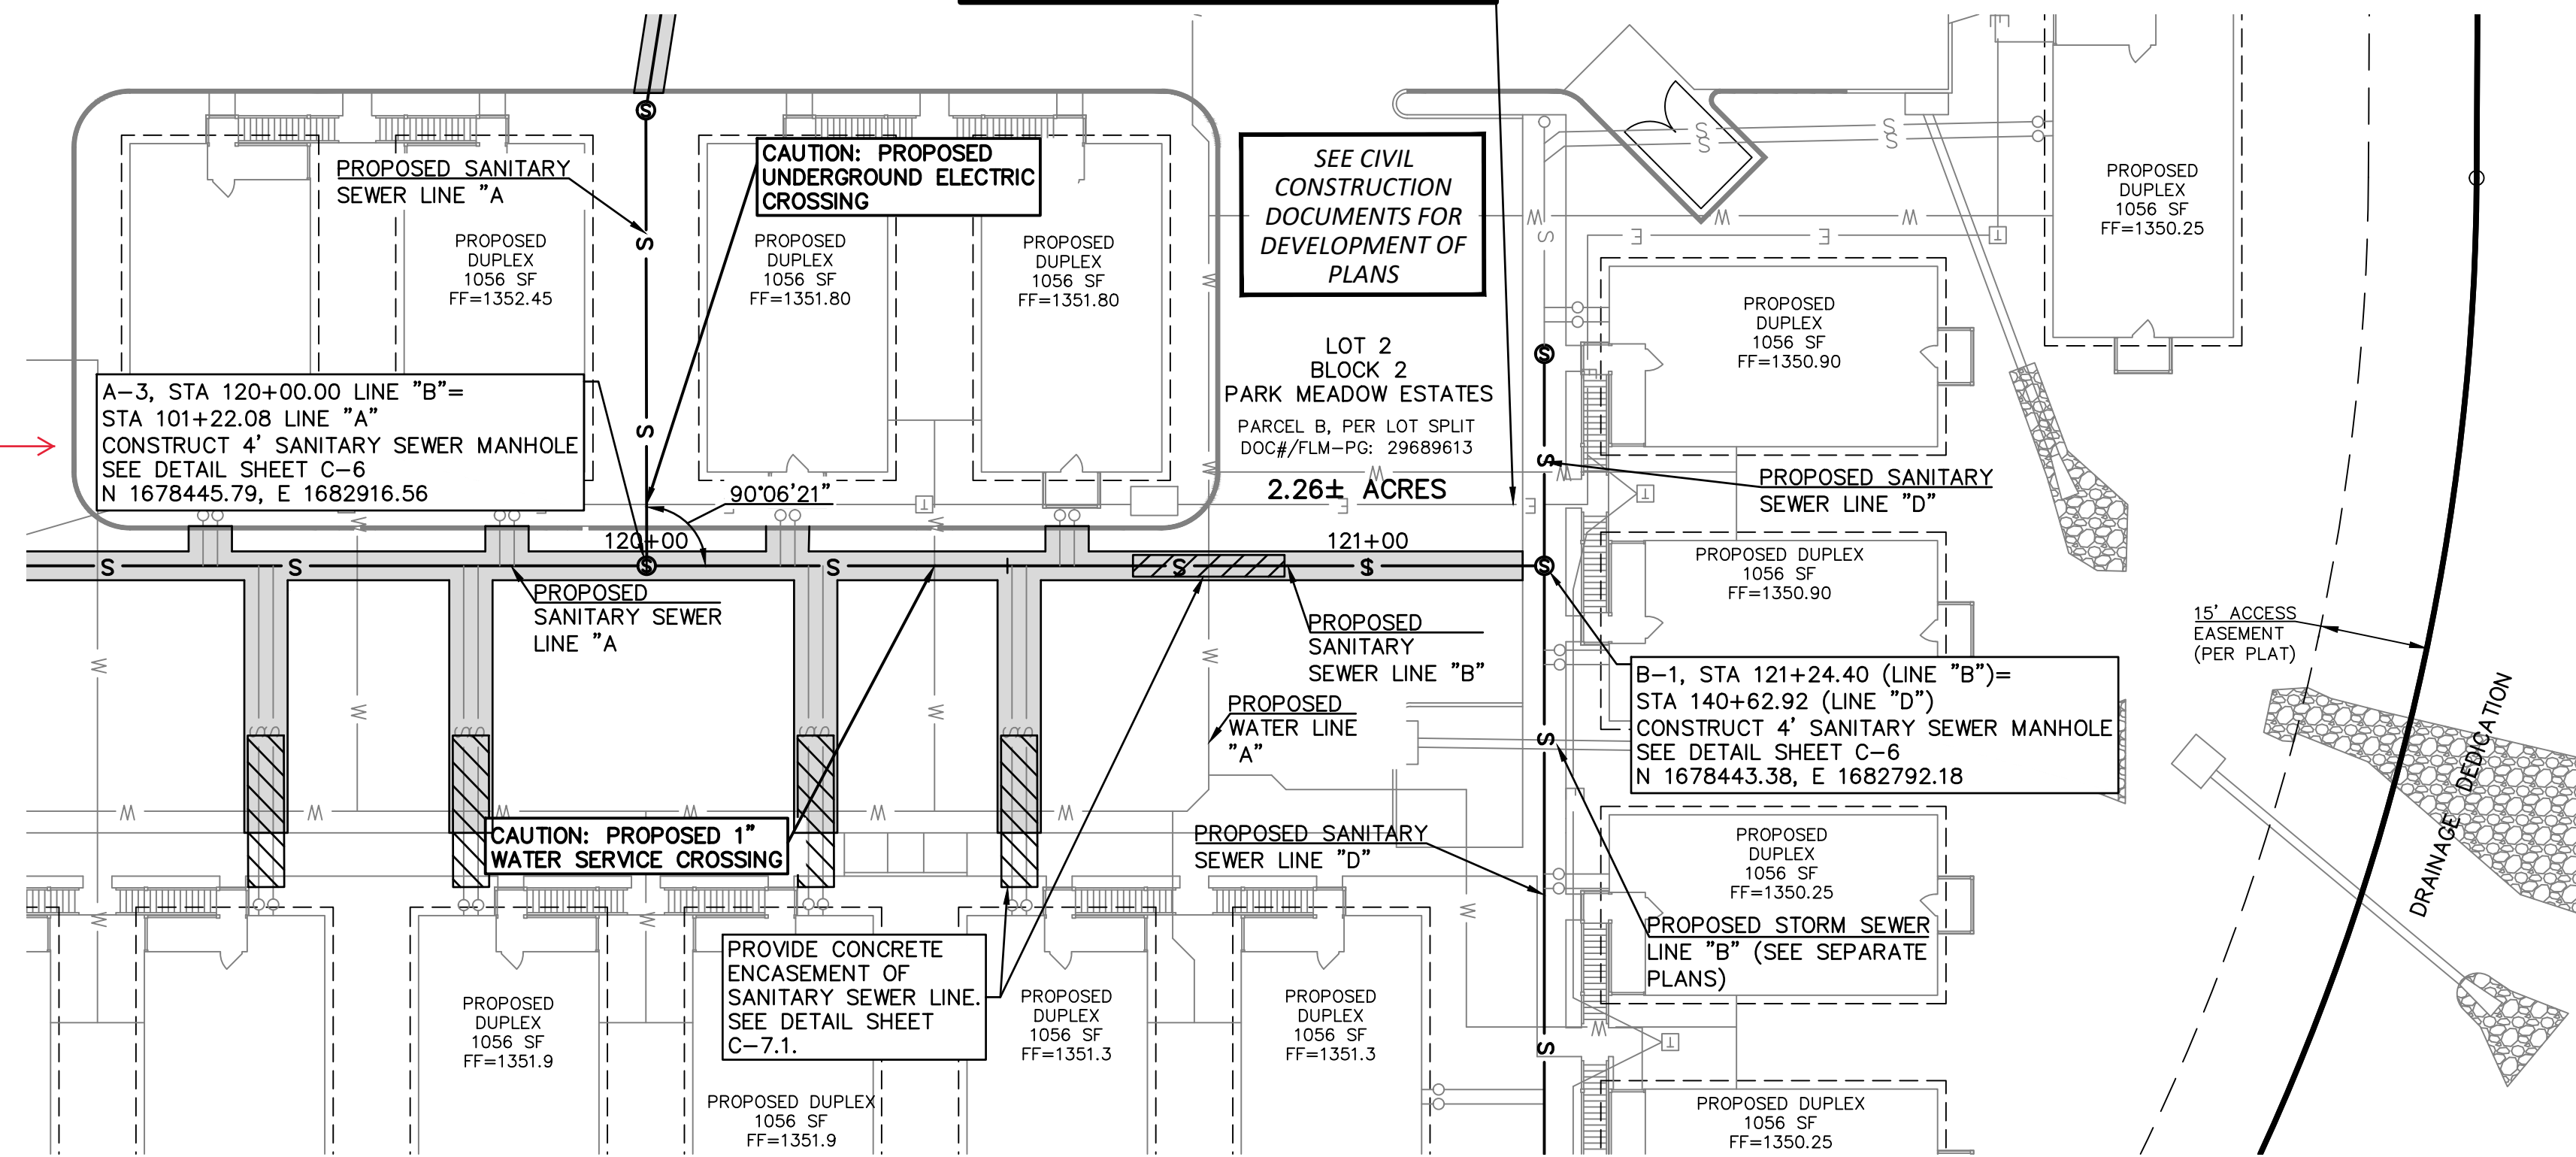 PROPOSED SANITARY
SEWER LINE "A
CAUTION: PROPOSED
UNDERGROUND ELECTRIC
CROSSING
SEE CIVIL
CONSTRUCTION
DOCUMENTS FOR
DEVELOPMENT OF
PLANS
PROPOSED
DUPLEX
1056 SF
FF=1350.25
PROPOSED
DUPLEX
1056 SF
FF=1352.45
PROPOSED
DUPLEX
1056 SF
FF=1351.80
PROPOSED
DUPLEX
1056 SF
FF=1351.80
PROPOSED
DUPLEX
1056 SF
FF=1350.90
LOT 2
BLOCK 2
PARK MEADOW ESTATES
PARCEL B, PER LOT SPLIT
DOC#/FLM-PG: 29689613
2.26± ACRES
A-3, STA 120+00.00 LINE "B"=
STA 101+22.08 LINE "A"
CONSTRUCT 4' SANITARY SEWER MANHOLE
SEE DETAIL SHEET C-6
N 1678445.79, E 1682916.56
90°06'21"
PROPOSED SANITARY
SEWER LINE "D"
120+00
121+00
PROPOSED DUPLEX
1056 SF
FF=1350.90
PROPOSED
SANITARY SEWER
LINE "A
PROPOSED
SANITARY
SEWER LINE "B"
15' ACCESS
EASEMENT
(PER PLAT)
B-1, STA 121+24.40 (LINE "B")=
STA 140+62.92 (LINE "D")
CONSTRUCT 4' SANITARY SEWER MANHOLE
SEE DETAIL SHEET C-6
N 1678443.38, E 1682792.18
PROPOSED
WATER LINE
"A"
DRAINAGE DEDICATION
CAUTION: PROPOSED 1"
WATER SERVICE CROSSING
PROPOSED SANITARY
SEWER LINE "D"
PROPOSED
DUPLEX
1056 SF
FF=1350.25
PROPOSED STORM SEWER
LINE "B" (SEE SEPARATE
PLANS)
PROVIDE CONCRETE
ENCASEMENT OF
SANITARY SEWER LINE.
SEE DETAIL SHEET
C-7.1.
PROPOSED
DUPLEX
1056 SF
FF=1351.9
PROPOSED
DUPLEX
1056 SF
FF=1351.3
PROPOSED
DUPLEX
1056 SF
FF=1351.3
PROPOSED DUPLEX
1056 SF
FF=1351.9
PROPOSED DUPLEX
1056 SF
FF=1350.25